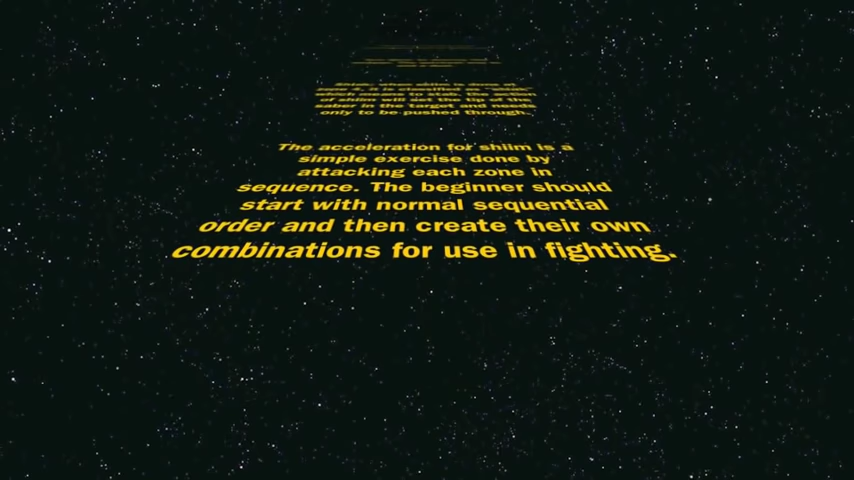 Shiak: when shiim is done at
zone 4, it is classified as "shiak"
which means to stab. The action
of shiim will set the tip of the
saber in the target and needs
only to be pushed through.
The acceleration for shiim is a
simple exercise done by
attacking each zone in
sequence. The beginner should
start with normal sequential
order and then create their own
combinations for use in fighting.